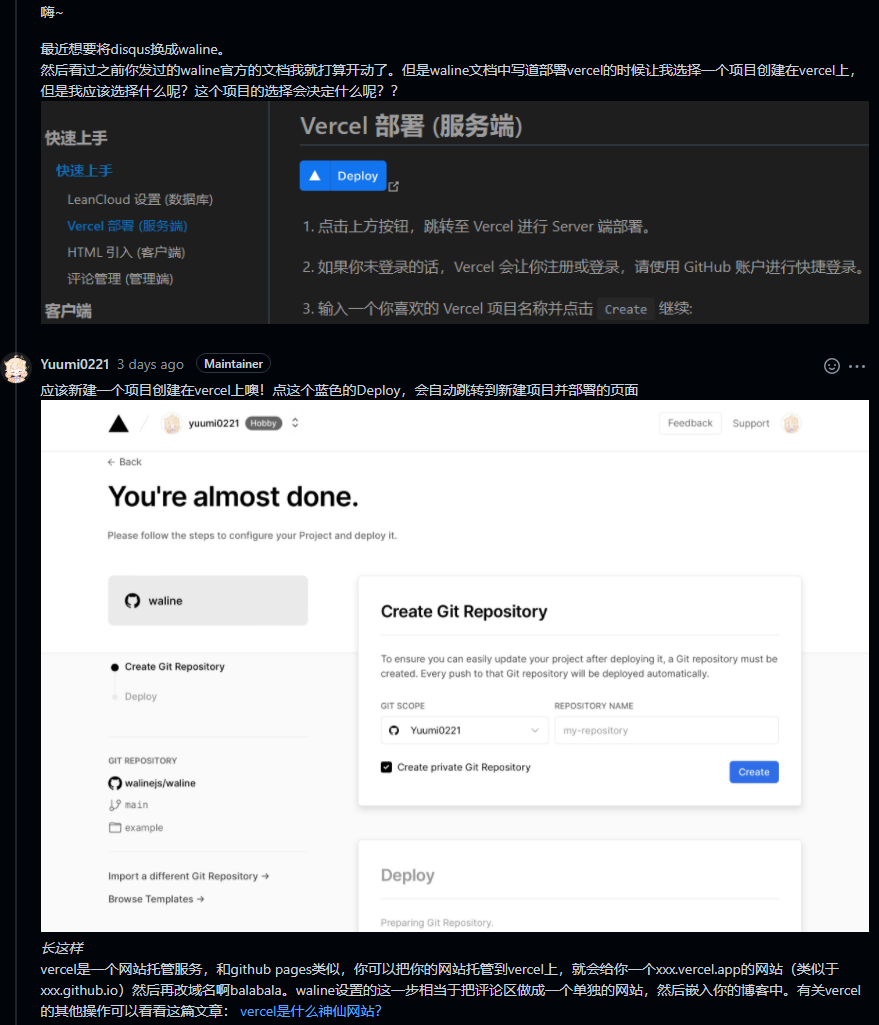 嗨~
最近想要将disqus换成waline。
然后看过之前你发过的waline官方的文档我就打算开动了。但是waline文档中写道部署vercel的时候让我选择一个项目创建在vercel上，
但是我应该选择什么呢？这个项目的选择会决定什么呢？？
快速上手
快速上手
LeanCloud 设置 (数据库)
Vercel 部署 (服务端)
HTML 引入 (客户端)
评论管理 (管理端)
客户端
Vercel 部署 (服务端)
Deploy
1. 点击上方按钮，跳转至 Vercel 进行 Server 端部署。
2. 如果你未登录的话，Vercel 会让你注册或登录，请使用 GitHub 账户进行快捷登录。
3. 输入一个你喜欢的 Vercel 项目名称并点击 Create 继续:
Yuumi0221 3 days ago Maintainer
应该新建一个项目创建在vercel上噢！点这个蓝色的Deploy，会自动跳转到新建项目并部署的页面
yuumi0221 Hobby
Feedback Support
← Back
You're almost done.
Please follow the steps to configure your Project and deploy it.
waline
Create Git Repository
Deploy
GIT REPOSITORY
walinejs/waline
main
example
Import a different Git Repository →
Browse Templates →
Create Git Repository
To ensure you can easily update your project after deploying it, a Git repository must be
created. Every push to that Git repository will be deployed automatically.
GIT SCOPE REPOSITORY NAME
Yuumi0221 my-repository
Create private Git Repository
Create
Deploy
Preparing Git Repository.
长这样
vercel是一个网站托管服务，和github pages类似，你可以把你的网站托管到vercel上，就会给你一个xxx.vercel.app的网站（类似于
xxx.github.io）然后再改域名啊balabala。waline设置的这一步相当于把评论区做成一个单独的网站，然后嵌入你的博客中。有关vercel
的其他操作可以看看这篇文章： vercel是什么神仙网站？